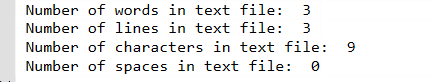 Number of words in text file:  3
Number of lines in text file:  3
Number of characters in text file:  9
Number of spaces in text file:  0